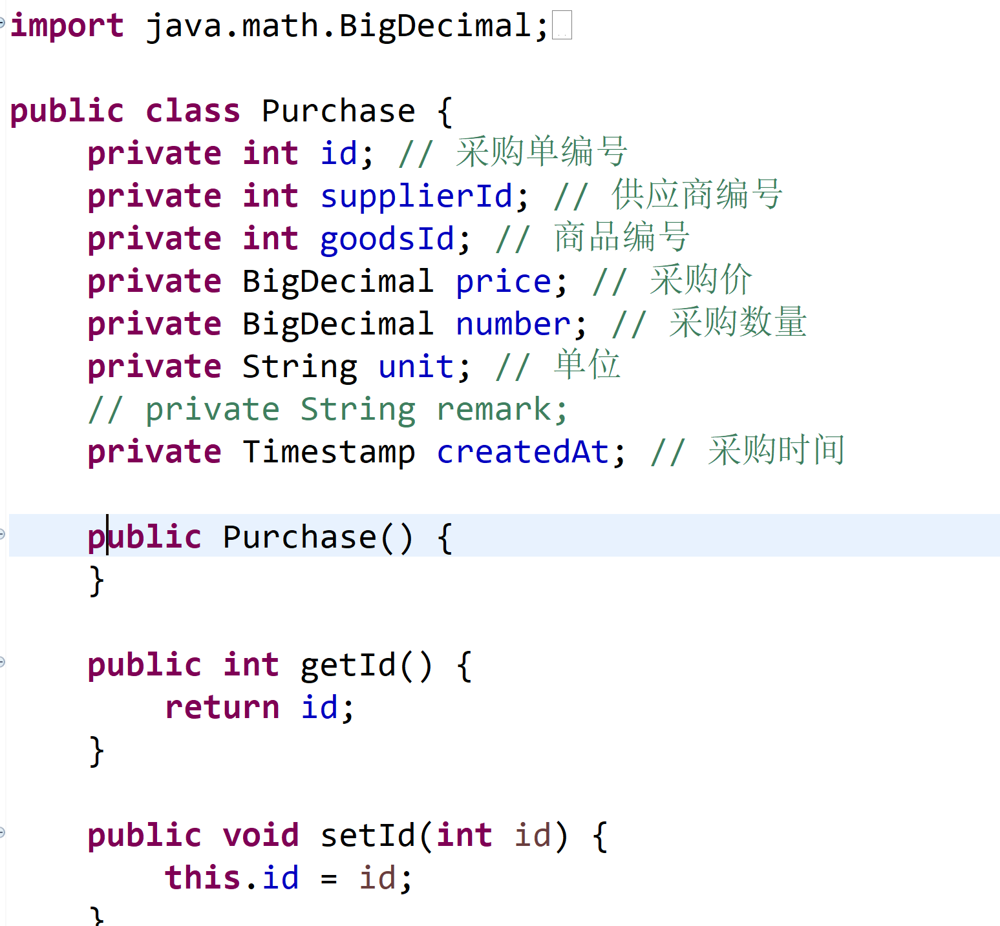 import java.math.BigDecimal;
public class Purchase {
private int id; // 采购单编号
private int supplierId; // 供应商编号
private int goodsId; // 商品编号
private BigDecimal price; // 采购价
private BigDecimal number; // 采购数量
private String unit; // 单位
// private String remark;
private Timestamp createdAt; // 采购时间
public Purchase() {
}
public int getId() {
return id;
}
public void setId(int id) {
this.id = id;
}